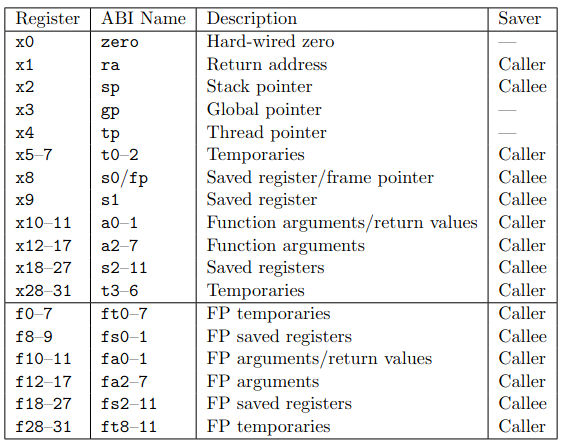 Register ABI Name Description Saver
x0 zero Hard-wired zero —
x1 ra Return address Caller
x2 sp Stack pointer Callee
x3 gp Global pointer —
x4 tp Thread pointer —
x5–7 t0–2 Temporaries Caller
x8 s0/fp Saved register/frame pointer Callee
x9 s1 Saved register Callee
x10–11 a0–1 Function arguments/return values Caller
x12–17 a2–7 Function arguments Caller
x18–27 s2–11 Saved registers Callee
x28–31 t3–6 Temporaries Caller
f0–7 ft0–7 FP temporaries Caller
f8–9 fs0–1 FP saved registers Callee
f10–11 fa0–1 FP arguments/return values Caller
f12–17 fa2–7 FP arguments Caller
f18–27 fs2–11 FP saved registers Callee
f28–31 ft8–11 FP temporaries Caller